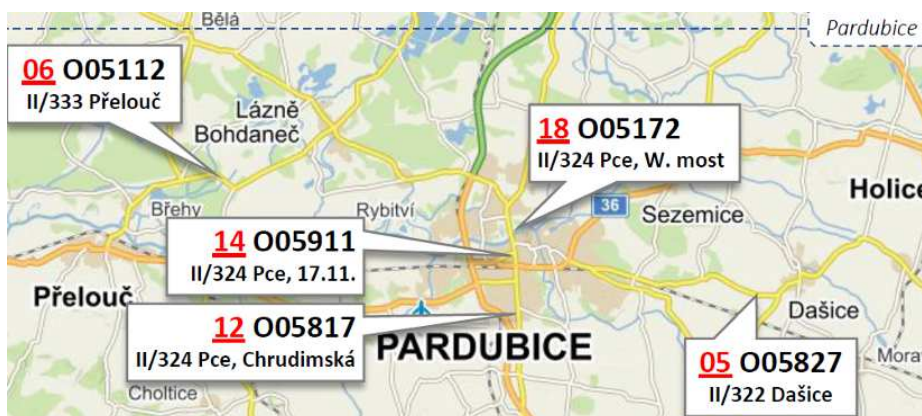 Bělá
Pardubice
06 O05112
II/333 Přelouč
Lázně
Bohdaneč
18 O05172
II/324 Pce, W. most
Holice
Břehy
Rybitví
36
Sezemice
14 O05911
II/324 Pce, 17.11.
Přelouč
Dašice
12 O05817
II/324 Pce, Chrudimská
PARDUBICE
05 O05827
II/322 Dašice
Mora
Choltice